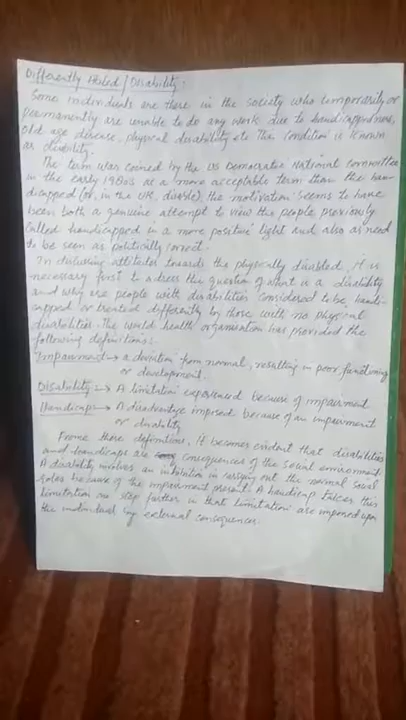 Differently Abled / Disability:
Some individuals are there in the society who temporarily or
permanently are unable to do any work due to handicappedness,
old age disease, physical disability etc. The condition is known
as disability.
The term was coined by the US Democratic National Committee
in the early 1980s as a more acceptable term than the han-
dicapped (or, in the UK, disable), the motivation seems to have
been both a genuine attempt to view the people previously
called handicapped in a more positive light and also as need
to be seen as politically correct.
In discussing attitudes towards the physically disabled, it is
necessary first to adress the question of what is a disability
and why are people with disabilities considered to be handi-
capped or treated differently by those with no physical
disabilities. The world health organisation has provided the
following definitions.
Impairment → a deviation from normal, resulting in poor functioning
or development.
Disability → A limitation experienced because of impairment
Handicap → A disadvantage imposed because of an impairment
or disability
Frome these definitions, it becomes evident that disabilities
and handicaps are consequences of the social environment.
A disability involves an inhibition in carrying out the normal social
roles because of the impairment present. A handicap takes this
limitation one step further in that limitations are imposed upon
the individual by external consequences.